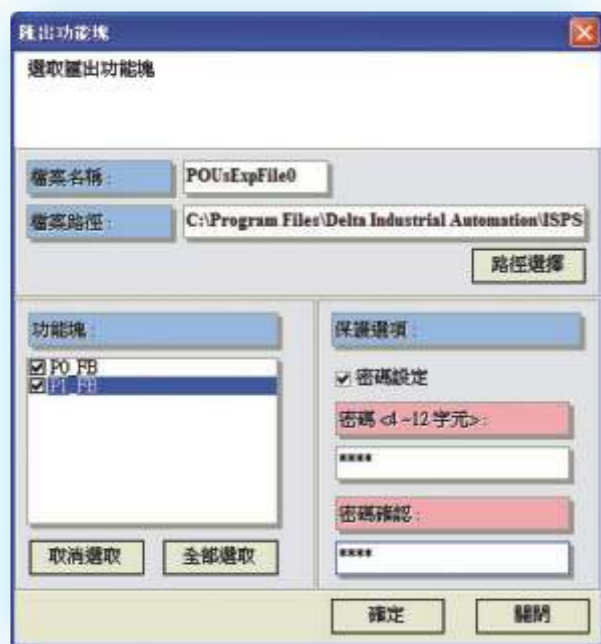 匯出功能塊
選取匯出功能塊
檔案名稱 :
POUsExpFile0
檔案路徑 :
C:\Program Files\Delta Industrial Automation\ISPS
路徑選擇
功能塊 :
P0_FB
P1_FB
取消選取
全部選取
保護選項 :
密碼設定
密碼 <4 ~12 字元> :
****
密碼確認 :
****
確定
關閉